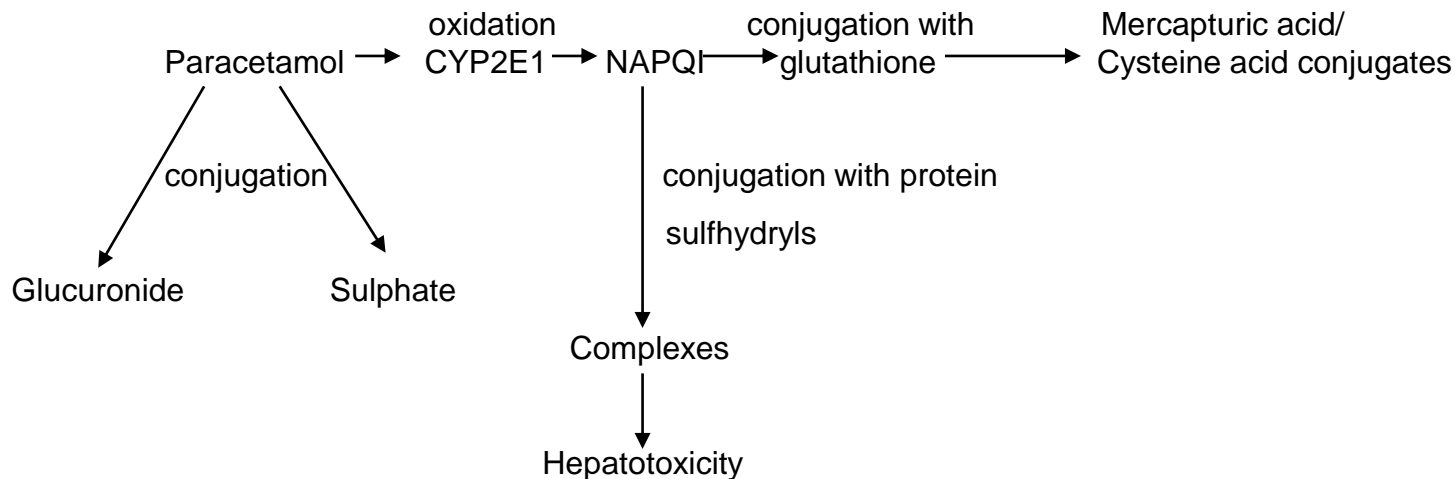 oxidation conjugation with Mercapturic acid/
Paracetamol CYP2E1 NAPQI glutathione Cysteine acid conjugates
conjugation conjugation with protein
sulfhydryls
Glucuronide Sulphate
Complexes
Hepatotoxicity